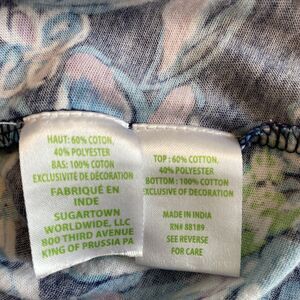 HAUT: 60% COTON,
40% POLYESTER
BAS: 100% COTON
EXCLUSIVITÉ DE DÉCORATION
FABRIQUÉ EN
INDE
SUGARTOWN
WORLDWIDE, LLC
800 THIRD AVENUE
KING OF PRUSSIA PA
TOP: 60% COTTON,
40% POLYESTER
BOTTOM: 100% COTTON
EXCLUSIVE OF DECORATION
MADE IN INDIA
RN# 88189
SEE REVERSE
FOR CARE